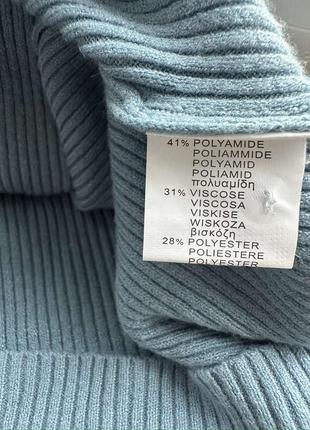 41% POLYAMIDE
POLIAMMIDE
POLYAMID
POLIAMID
πολυαμίδη
31% VISCOSE
VISCOSA
VISKISE
WISKOZA
βισκόζη
28% POLYESTER
POLIESTERE
POLYESTER